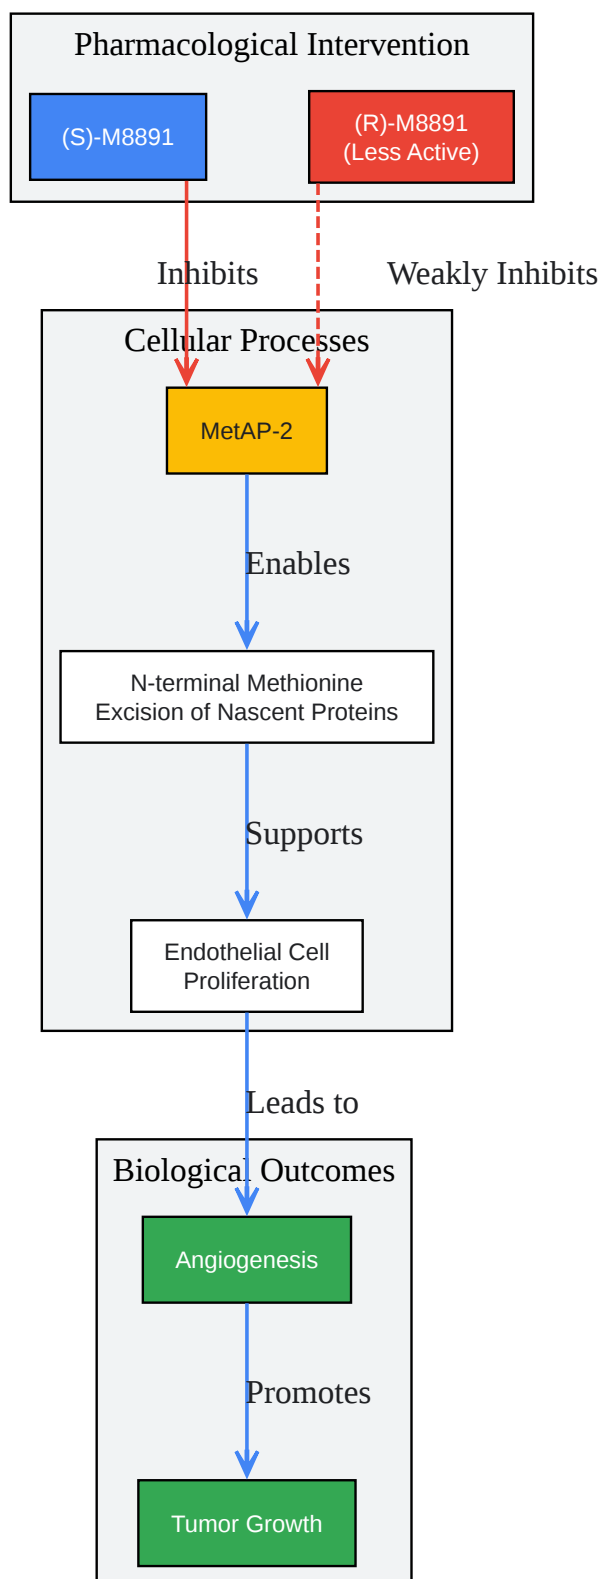 Pharmacological Intervention
(S)-M8891
(R)-M8891
(Less Active)
Inhibits
Weakly Inhibits
Cellular Processes
MetAP-2
Enables
N-terminal Methionine
Excision of Nascent Proteins
Supports
Endothelial Cell
Proliferation
Leads to
Biological Outcomes
Angiogenesis
Promotes
Tumor Growth